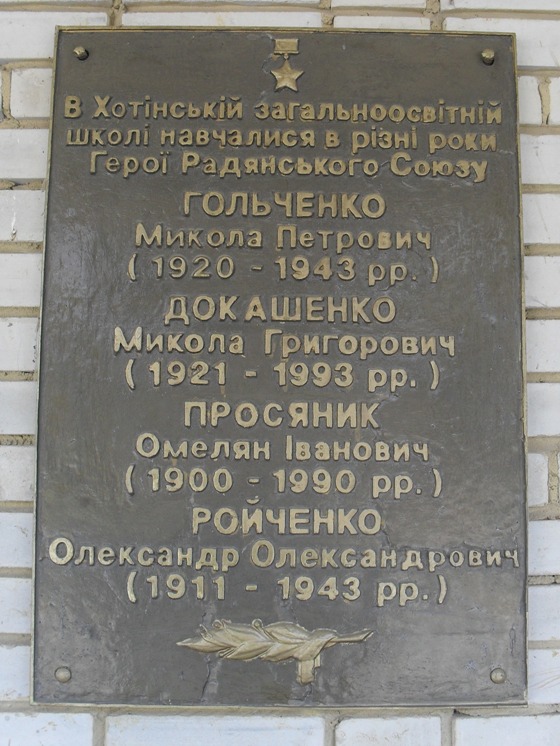 В Хотінській загальноосвітній
школі навчалися в різні роки
Герої Радянського Союзу
ГОЛЬЧЕНКО
Микола Петрович
(1920 - 1943 рр.)
ДОКАШЕНКО
Микола Григорович
(1921 - 1993 рр.)
ПРОСЯНИК
Омелян Іванович
(1900 - 1990 рр.)
РОЙЧЕНКО
Олександр Олександрович
(1911 - 1943 рр.)